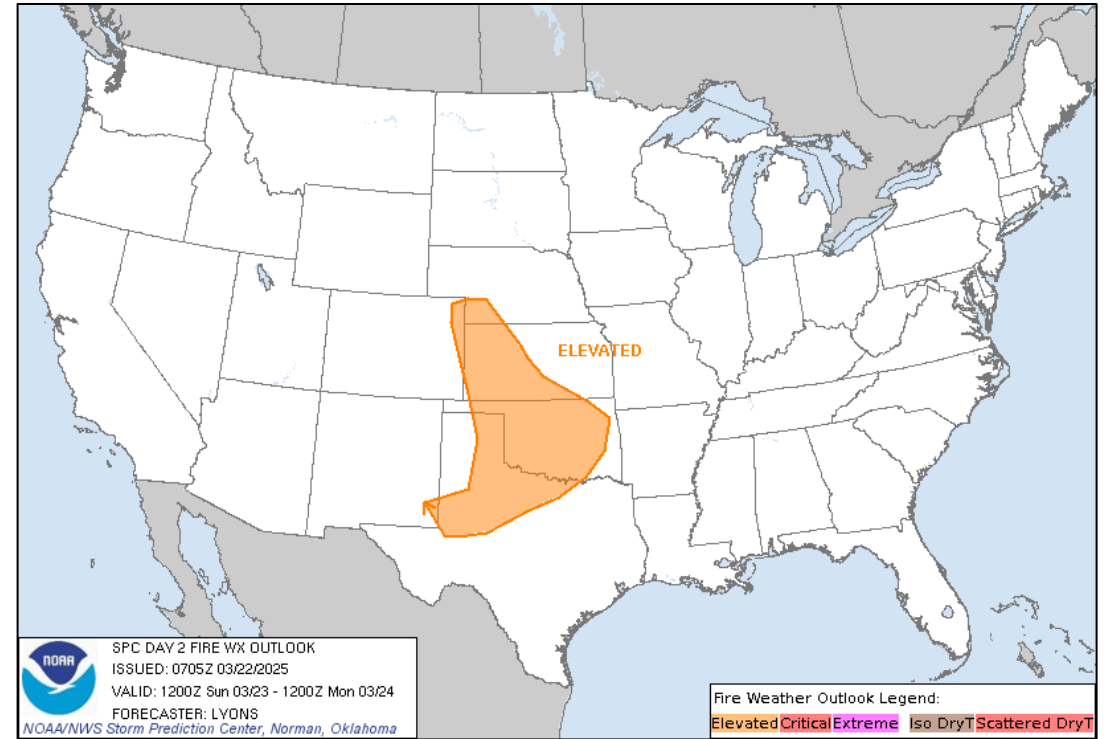 ELEVATED
NOAA
SPC DAY 2 FIRE WX OUTLOOK
ISSUED: 0705Z 03/22/2025
VALID: 1200Z Sun 03/23 - 1200Z Mon 03/24
FORECASTER: LYONS
NOAA/NWS Storm Prediction Center, Norman, Oklahoma
Fire Weather Outlook Legend:
Elevated Critical Extreme Iso DryT Scattered DryT